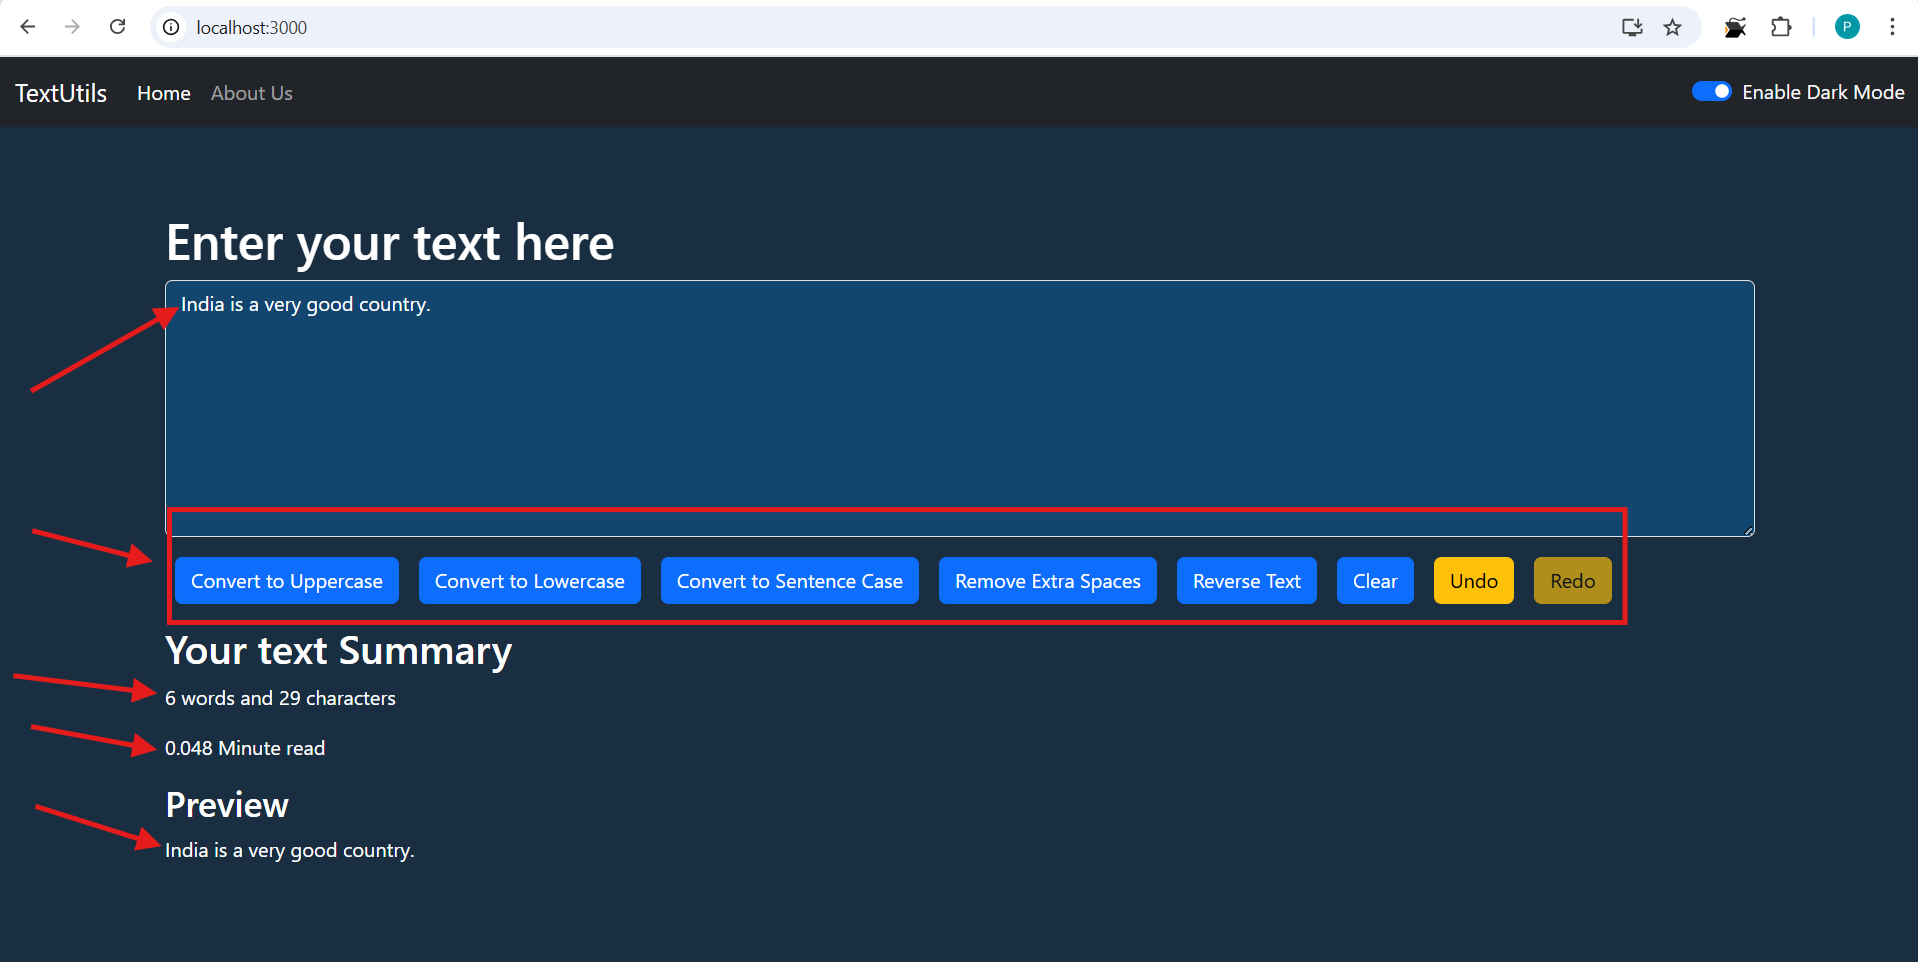 localhost:3000
P
TextUtils Home About Us Enable Dark Mode
Enter your text here
India is a very good country.
Convert to Uppercase Convert to Lowercase Convert to Sentence Case Remove Extra Spaces Reverse Text Clear Undo Redo
Your text Summary
6 words and 29 characters
0.048 Minute read
Preview
India is a very good country.